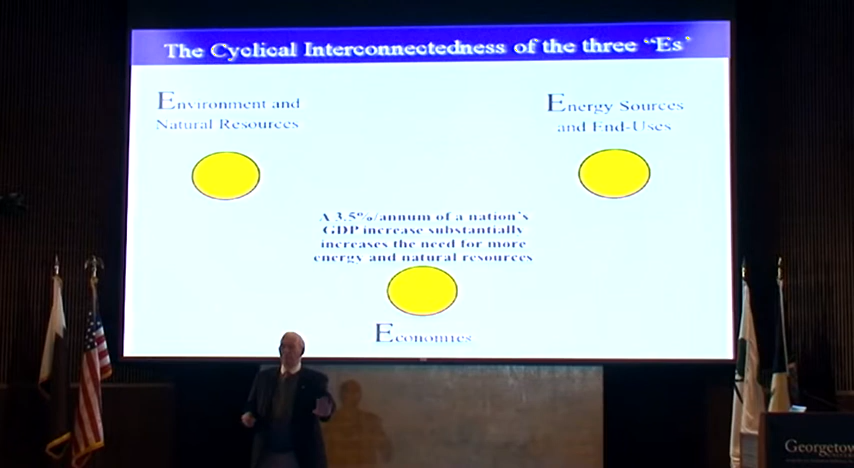 The Cyclical Interconnectedness of the three “Es’
Environment and
Natural Resources
Energy Sources
and End-Uses
A 3.5%/annum of a nation's
GDP increase substantially
increases the need for more
energy and natural resources
Economies
Georgetow